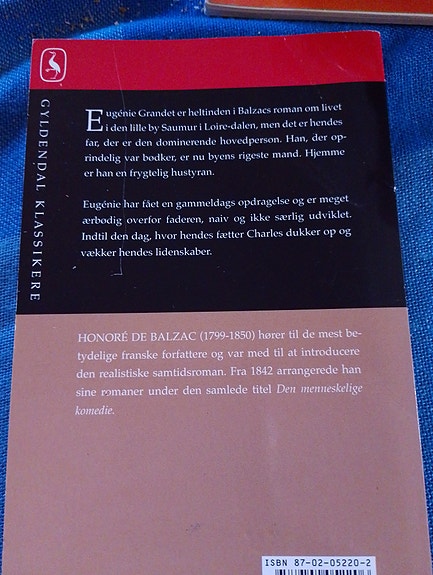 GYLDENDAL KLASSIKERE
Eugénie Grandet er heltinden i Balzacs roman om livet
i den lille by Saumur i Loire-dalen, men det er hendes
far, der er den dominerende hovedperson. Han, der op-
rindelig var bødker, er nu byens rigeste mand. Hjemme
er han en frygtelig hustyran.
Eugénie har fået en gammeldags opdragelse og er meget
ærbødig overfor faderen, naiv og ikke særlig udviklet.
Indtil den dag, hvor hendes fætter Charles dukker op og
vækker hendes lidenskaber.
HONORÉ DE BALZAC (1799-1850) hører til de mest be-
tydelige franske forfattere og var med til at introducere
den realistiske samtidsroman. Fra 1842 arrangerede han
sine romaner under den samlede titel Den menneskelige
komedie.
ISBN 87-02-05220-2